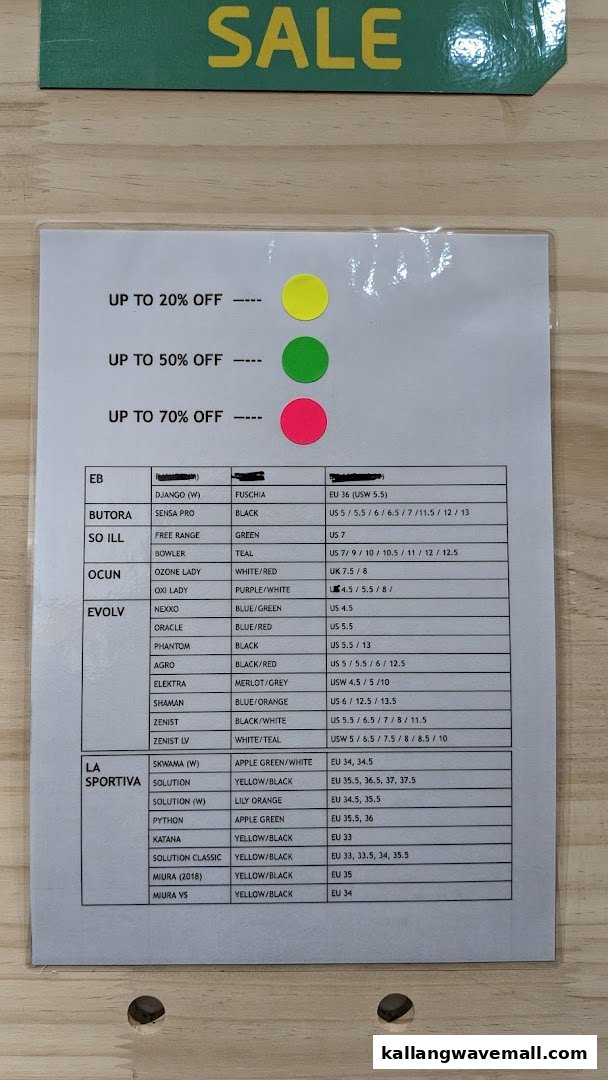 SALE
UP TO 20% OFF ----
UP TO 50% OFF ----
UP TO 70% OFF ----
EB
DJANGO (W) FUSCHIA EU 36 (USW 5.5)
BUTORA SENSA PRO BLACK US 5 / 5.5 / 6 / 6.5 / 7 /11.5 / 12 / 13
SO ILL FREE RANGE GREEN US 7
BOWLER TEAL US 7/ 9 / 10 / 10.5 / 11 / 12 / 12.5
OCUN OZONE LADY WHITE/RED UK 7.5 / 8
OXI LADY PURPLE/WHITE 4.5 / 5.5 / 8 /
EVOLV NEXXO BLUE/GREEN US 4.5
ORACLE BLUE/RED US 5.5
PHANTOM BLACK US 5.5 / 13
AGRO BLACK/RED US 5 / 5.5 / 6 / 12.5
ELEKTRA MERLOT/GREY USW 4.5 / 5 /10
SHAMAN BLUE/ORANGE US 6 / 12.5 / 13.5
ZENIST BLACK/WHITE US 5.5 / 6.5 / 7 / 8 / 11.5
ZENIST LV WHITE/TEAL USW 5 / 6.5 / 7.5 / 8 / 8.5 / 10
LA SPORTIVA SKWAMA (W) APPLE GREEN/WHITE EU 34, 34.5
SOLUTION YELLOW/BLACK EU 35.5, 36.5, 37, 37.5
SOLUTION (W) LILY ORANGE EU 34.5, 35.5
PYTHON APPLE GREEN EU 35.5, 36
KATANA YELLOW/BLACK EU 33
SOLUTION CLASSIC YELLOW/BLACK EU 33, 33.5, 34, 35.5
MIURA (2018) YELLOW/BLACK EU 35
MIURA VS YELLOW/BLACK EU 34
kallangwavemall.com